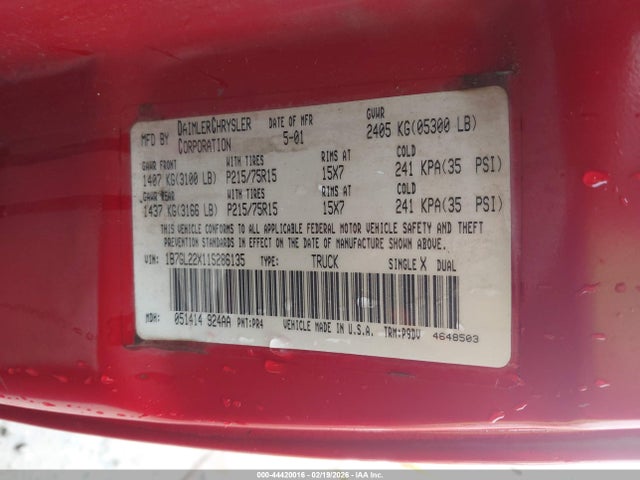 MFD BY DAIMLERCHRYSLER CORPORATION DATE OF MFR 5-01 GVWR 2405 KG(05300 LB)
GAWR FRONT WITH TIRES RIMS AT COLD
1407 KG(3100 LB) P215/75R15 15X7 241 KPA(35 PSI)
GAWR REAR WITH TIRES RIMS AT COLD
1437 KG(3166 LB) P215/75R15 15X7 241 KPA(35 PSI)
THIS VEHICLE CONFORMS TO ALL APPLICABLE FEDERAL MOTOR VEHICLE SAFETY AND THEFT
PREVENTION STANDARDS IN EFFECT ON THE DATE OF MANUFACTURE SHOWN ABOVE.
VIN: 1B7GL22X11S286135 TYPE: TRUCK SINGLE X DUAL
MDH: 051414 924AA PNT:PR4 VEHICLE MADE IN U.S.A. TRM:P9DV 4648503
000-44420016 - 02/19/2026 - IAA Inc.